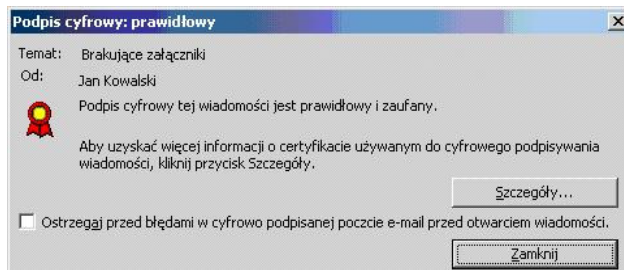 Podpis cyfrowy: prawidłowy
Temat: Brakujące załączniki
Od: Jan Kowalski
Podpis cyfrowy tej wiadomości jest prawidłowy i zaufany.
Aby uzyskać więcej informacji o certyfikacie używanym do cyfrowego podpisywania
wiadomości, kliknij przycisk Szczegóły.
Szczegóły...
Ostrzegaj przed błędami w cyfrowo podpisanej poczcie e-mail przed otwarciem wiadomości.
Zamknij